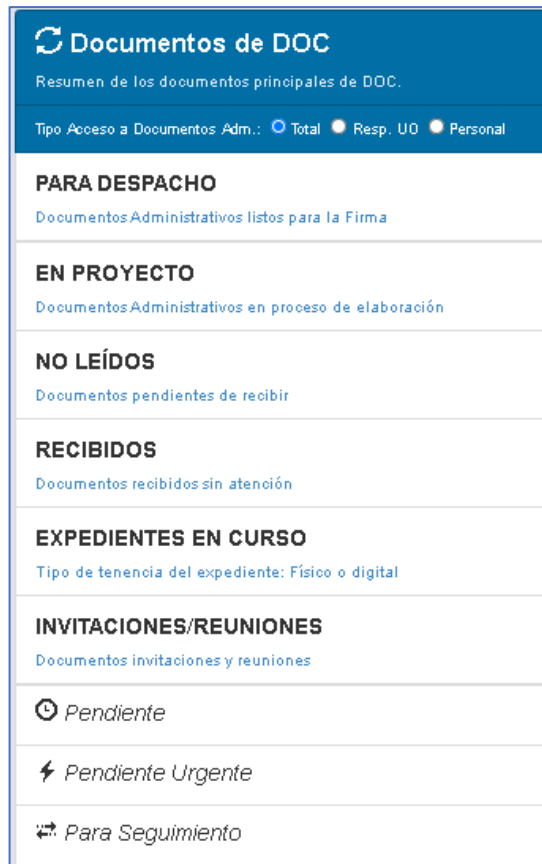 Documentos de DOC
Resumen de los documentos principales de DOC.
Tipo Acceso a Documentos Adm.: Total Resp. UO Personal
PARA DESPACHO
Documentos Administrativos listos para la Firma
EN PROYECTO
Documentos Administrativos en proceso de elaboración
NO LEÍDOS
Documentos pendientes de recibir
RECIBIDOS
Documentos recibidos sin atención
EXPEDIENTES EN CURSO
Tipo de tenencia del expediente: Físico o digital
INVITACIONES/REUNIONES
Documentos invitaciones y reuniones
Pendiente
Pendiente Urgente
Para Seguimiento